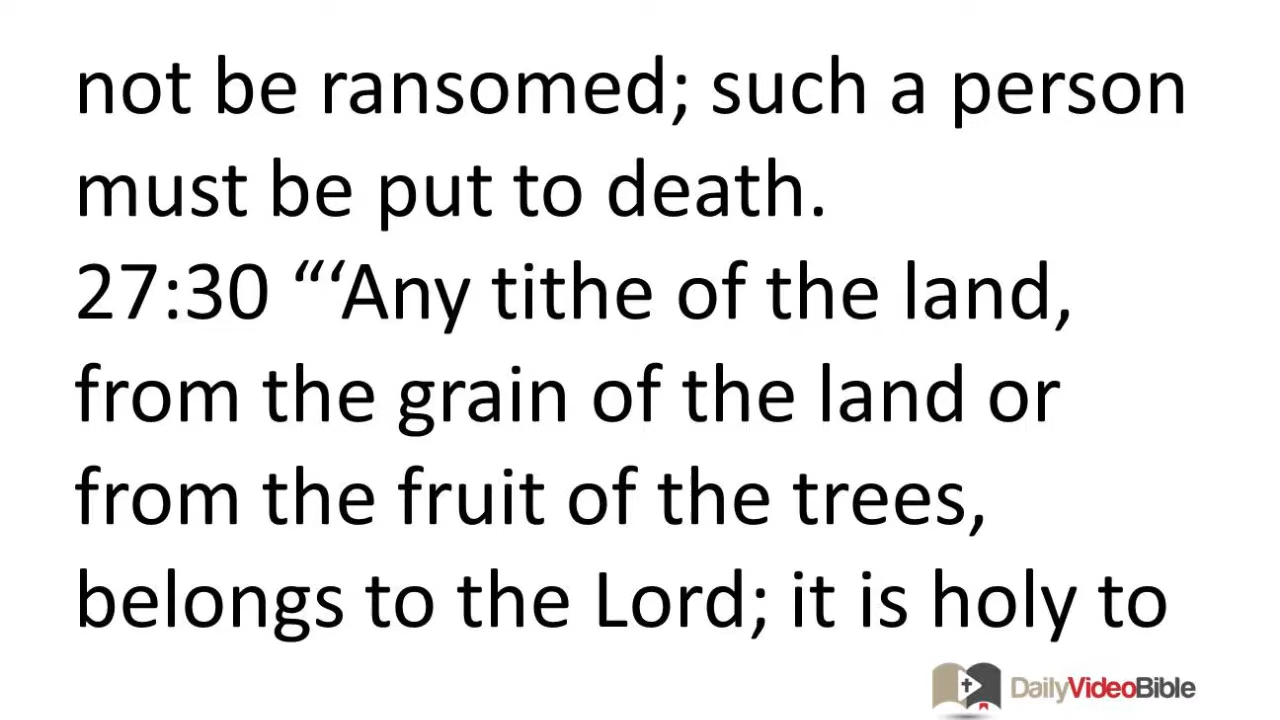 not be ransomed; such a person
must be put to death.
27:30 “‘Any tithe of the land,
from the grain of the land or
from the fruit of the trees,
belongs to the Lord; it is holy to
DailyVideoBible